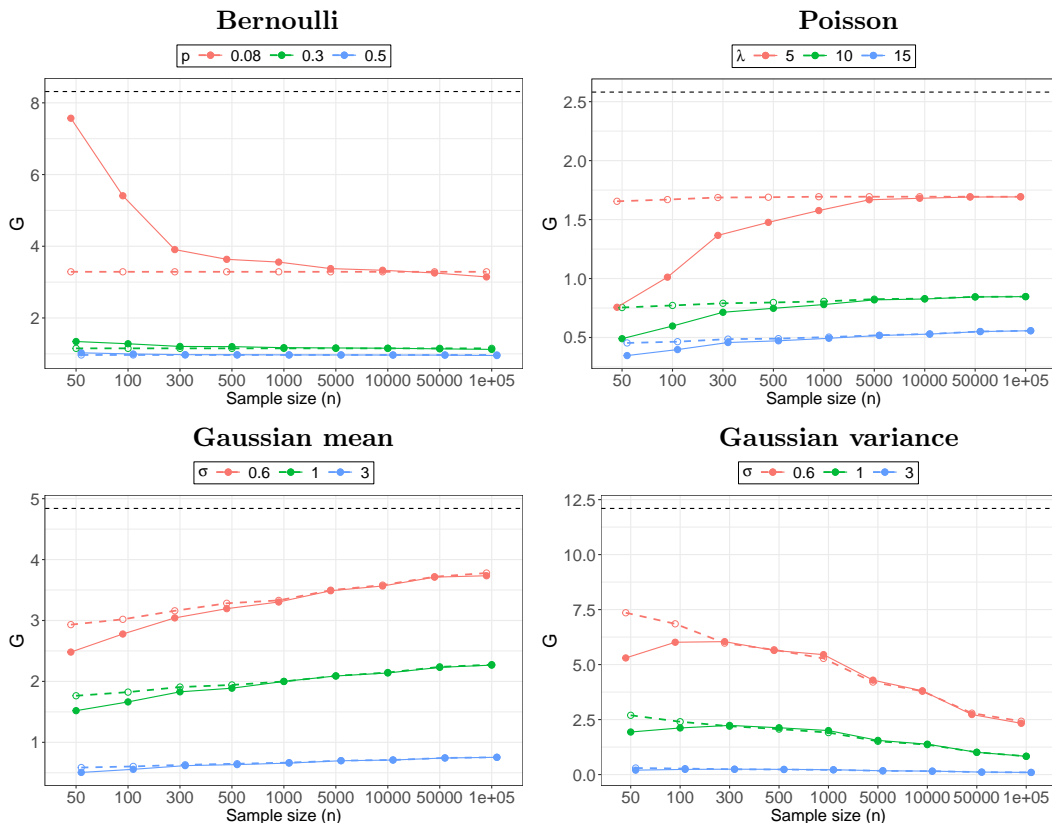 Bernoulli
p 0.08 0.3 0.5
8
6
4
2
G
50 100 300 500 1000 5000 10000 50000 1e+05
Sample size (n)
Poisson
λ 5 10 15
2.5
2.0
1.5
1.0
0.5
G
50 100 300 500 1000 5000 10000 50000 1e+05
Sample size (n)
Gaussian mean
σ 0.6 1 3
5
4
3
2
1
G
50 100 300 500 1000 5000 10000 50000 1e+05
Sample size (n)
Gaussian variance
σ 0.6 1 3
12.5
10.0
7.5
5.0
2.5
0.0
G
50 100 300 500 1000 5000 10000 50000 1e+05
Sample size (n)